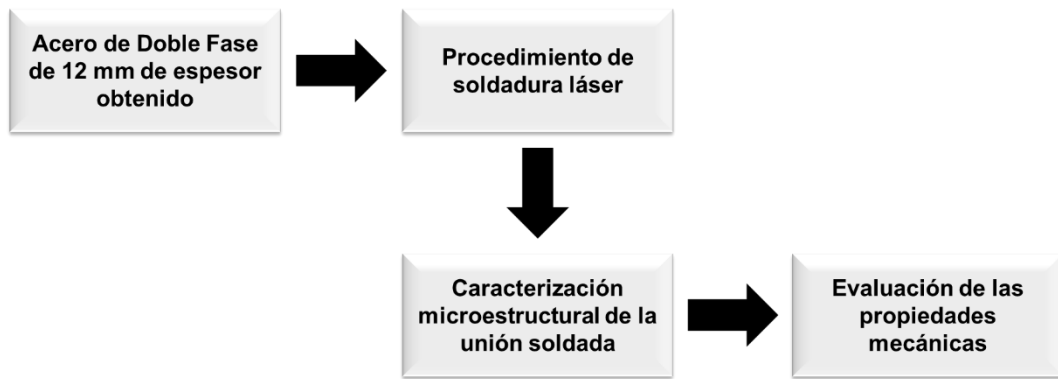 Acero de Doble Fase
de 12 mm de espesor
obtenido
Procedimiento de
soldadura láser
Caracterización
microestructural de la
unión soldada
Evaluación de las
propiedades
mecánicas